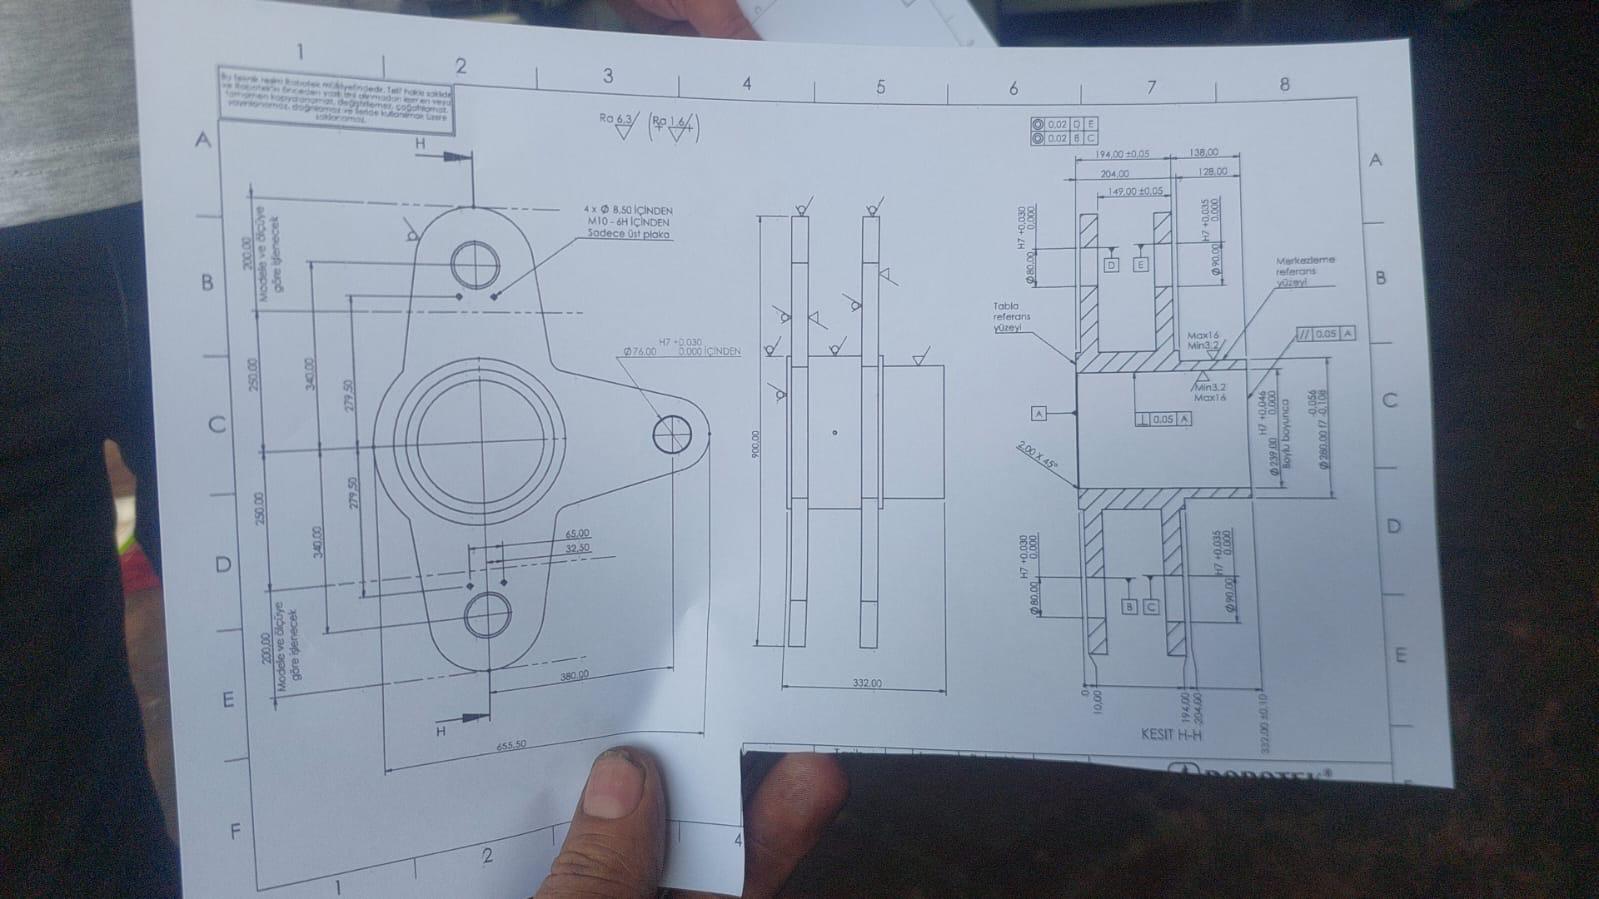 1
2
3
4
5
6
7
8
Bu teknik resim Robotek mülkiyetindedir. Telif hakkı saklıdır
ve Robotek'in önceden yazılı izni alınmadan kısmen veya
tamamen kopyalanamaz, değiştirilemez, çoğaltılamaz,
yayınlanamaz, dağıtılamaz ve ileride kullanılmak üzere
saklanamaz.
A
B
C
D
E
F
Ra 6,3
Ra 1,6
H
4 x Ø 8,50 İÇİNDEN
M10 - 6H İÇİNDEN
Sadece üst plaka
200,00
Modele ve ölçüye
göre işlenecek
250,00
340,00
279,50
Ø76,00 H7 +0,030 0,000 İÇİNDEN
250,00
340,00
279,50
65,00
32,50
200,00
Modele ve ölçüye
göre işlenecek
380,00
H
655,50
900,00
332,00
0,02 D E
0,02 B C
194,00 ±0,05
138,00
204,00
128,00
149,00 ±0,05
Ø80,00 H7 +0,030 0,000
D
E
Ø90,00 H7 +0,035 0,000
Merkezleme
referans
yüzeyi
Tabla
referans
yüzeyi
Max16
Min3,2
// 0,05 A
Min3,2
Max16
A
0,05 A
2,00 X 45°
Ø239,00 H7 +0,046 0,000
Boylu boyunca
Ø280,00 f7 -0,056 -0,108
Ø80,00 H7 +0,030 0,000
B
C
Ø90,00 H7 +0,035 0,000
0
10,00
194,00
204,00
332,00 ±0,10
KESIT H-H
A
B
C
D
E
1
2
4